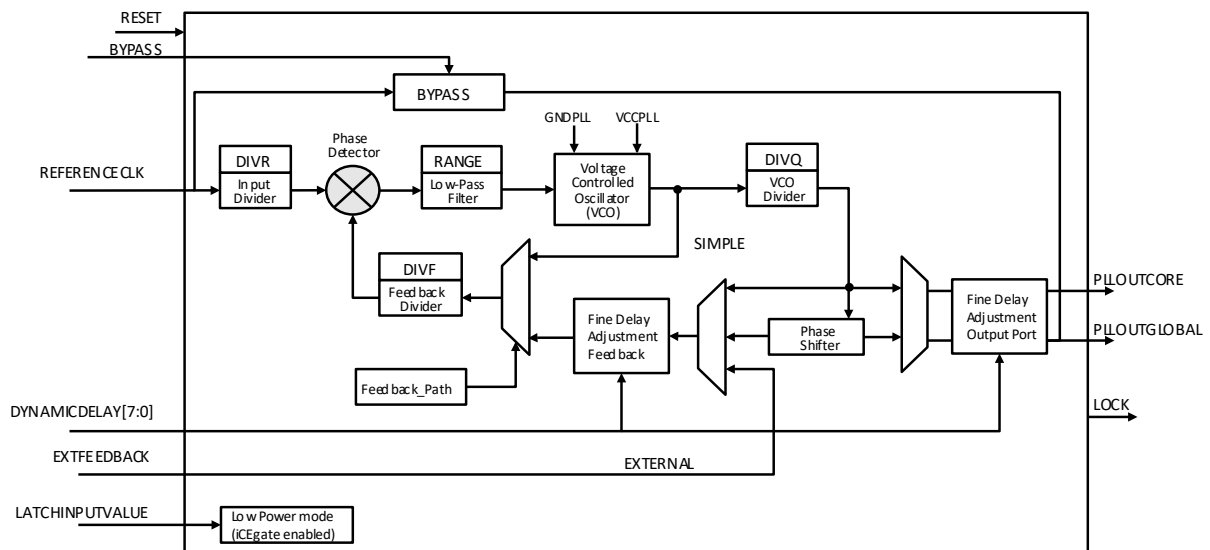 RESET
BYPASS
BYPASS
GNDPLL
VCCPLL
Phase
Detector
DIVR
RANGE
DIVQ
REFERENCECLK
Input
Divider
Low-Pass
Filter
Voltage
Controlled
Oscillator
(VCO)
VCO
Divider
SIMPLE
DIVF
Feedback
Divider
Fine Delay
Adjustment
Feedback
Phase
Shifter
Fine Delay
Adjustment
Output Port
PLLOUTCORE
PLLOUTGLOBAL
Feedback_Path
DYNAMICDELAY[7:0]
LOCK
EXTFEEDBACK
EXTERNAL
LATCHINPUTVALUE
Low Power mode
(iCEgate enabled)